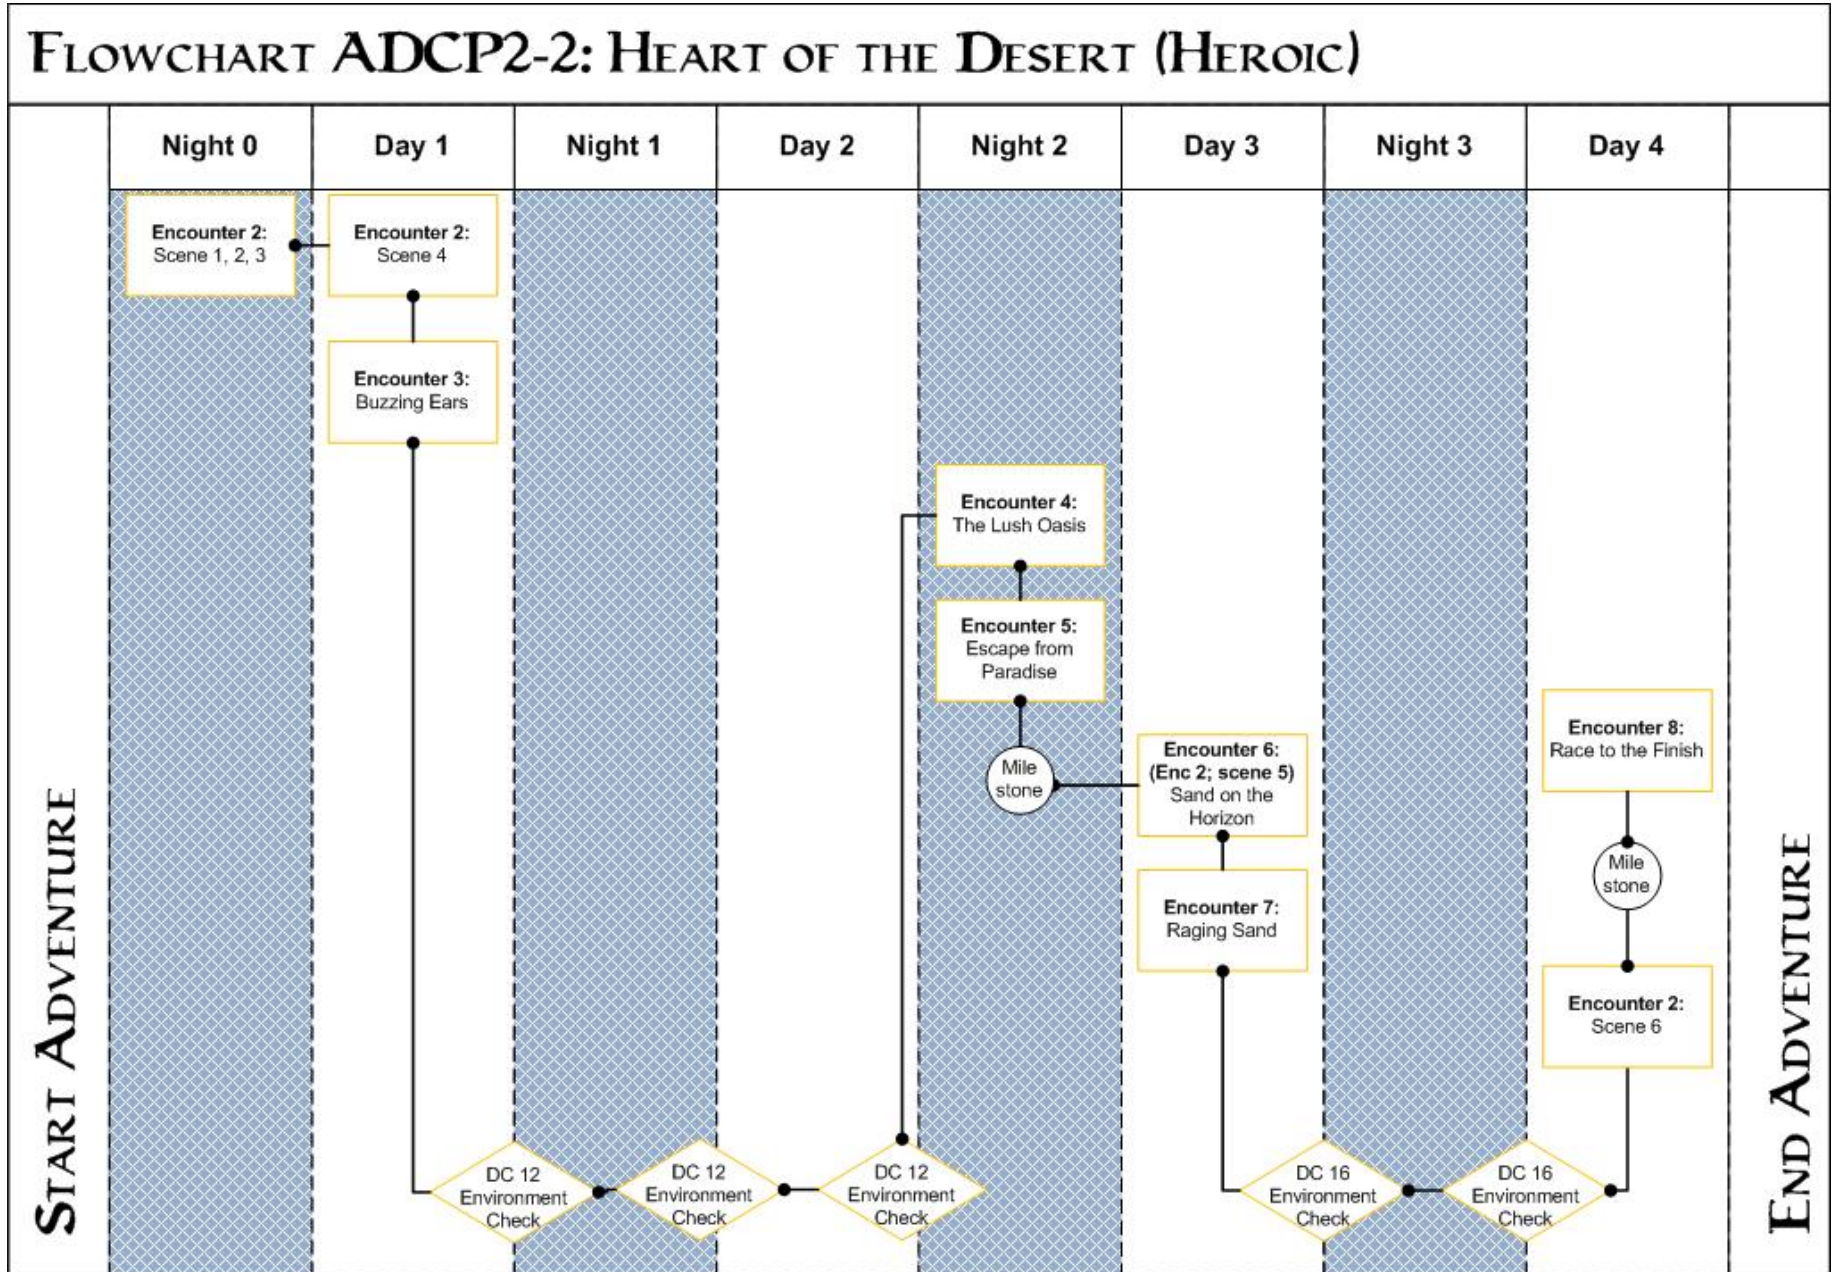 FLOWCHART ADCP2-2: HEART OF THE DESERT (HEROIC)
Night 0
Day 1
Night 1
Day 2
Night 2
Day 3
Night 3
Day 4
START ADVENTURE
Encounter 2:
Scene 1, 2, 3
Encounter 2:
Scene 4
Encounter 3:
Buzzing Ears
DC 12
Environment
Check
DC 12
Environment
Check
DC 12
Environment
Check
Encounter 4:
The Lush Oasis
Encounter 5:
Escape from
Paradise
Mile
stone
Encounter 6:
(Enc 2; scene 5)
Sand on the
Horizon
Encounter 7:
Raging Sand
DC 16
Environment
Check
DC 16
Environment
Check
Encounter 2:
Scene 6
Mile
stone
Encounter 8:
Race to the Finish
END ADVENTURE